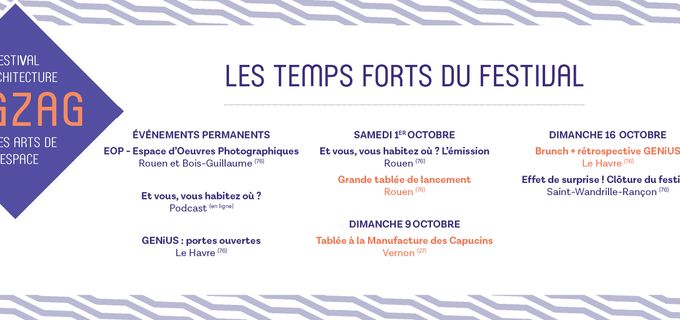 ESTIVAL
CHITECTURE
GZAG
ES ARTS DE
ESPACE
LES TEMPS FORTS DU FESTIVAL
ÉVÉNEMENTS PERMANENTS
EOP - Espace d'Oeuvres Photographiques
Rouen et Bois-Guillaume (76)
Et vous, vous habitez où ?
Podcast (en ligne)
GENiUS : portes ouvertes
Le Havre (76)
SAMEDI 1ER OCTOBRE
Et vous, vous habitez où ? L'émission
Rouen (76)
Grande tablée de lancement
Rouen (76)
DIMANCHE 9 OCTOBRE
Tablée à la Manufacture des Capucins
Vernon (27)
DIMANCHE 16 OCTOBRE
Brunch + rétrospective GENiUS
Le Havre (76)
Effet de surprise ! Clôture du festi
Saint-Wandrille-Rançon (76)